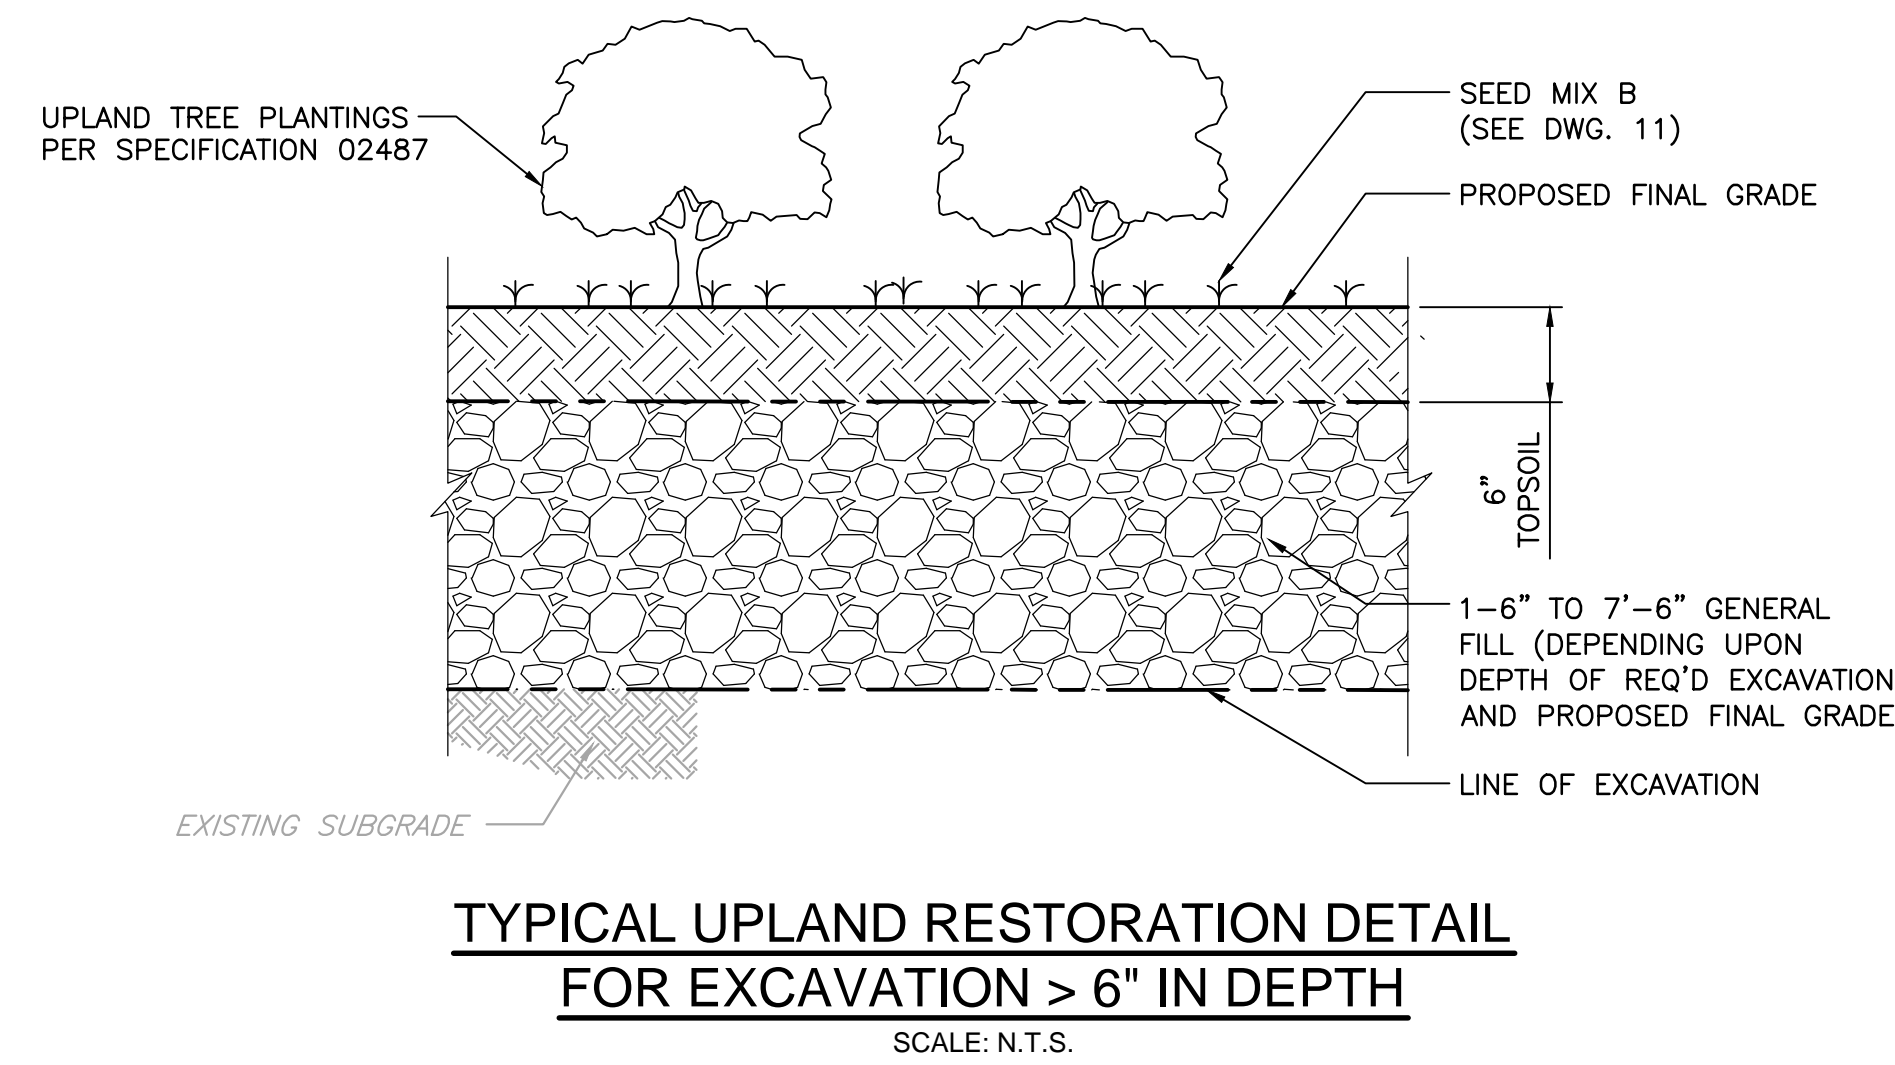 UPLAND TREE PLANTINGS
PER SPECIFICATION 02487
SEED MIX B
(SEE DWG. 11)
PROPOSED FINAL GRADE
6"
TOPSOIL
1-6" TO 7'-6" GENERAL
FILL (DEPENDING UPON
DEPTH OF REQ'D EXCAVATION
AND PROPOSED FINAL GRADE
LINE OF EXCAVATION
EXISTING SUBGRADE
TYPICAL UPLAND RESTORATION DETAIL
FOR EXCAVATION > 6" IN DEPTH
SCALE: N.T.S.